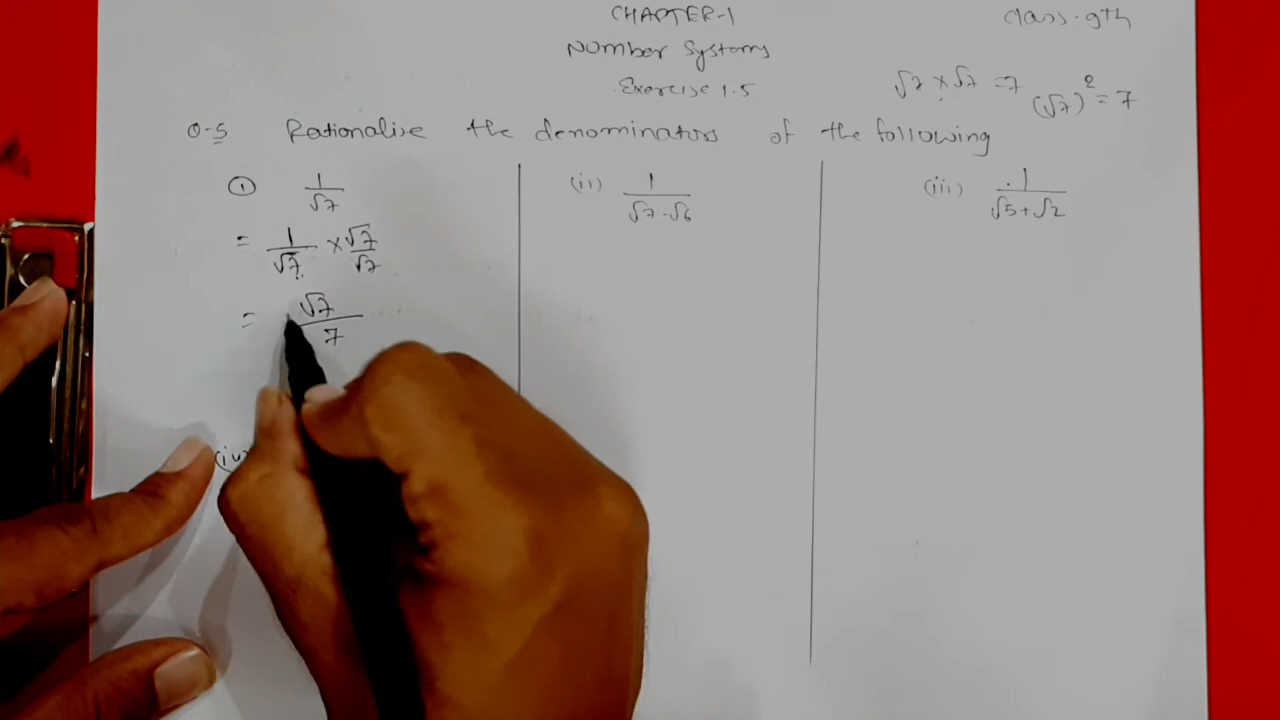 CHAPTER-1
Class-9th
Number Systems
Exercise 1.5
√7 × √7 = 7 (√7)² = 7
Q-5 Rationalise the denominators of the following
① 1/√7
= 1/√7 × √7/√7
= √7/7
(ii) 1/√7-√6
(iii) 1/√5+√2
(iv)